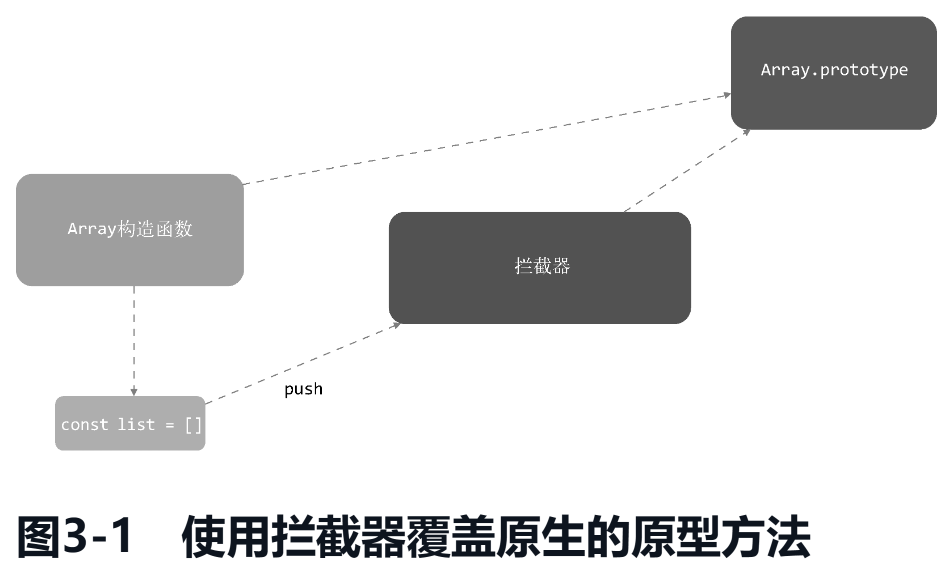 Array.prototype
Array构造函数
拦截器
push
const list = []
图3-1 使用拦截器覆盖原生的原型方法